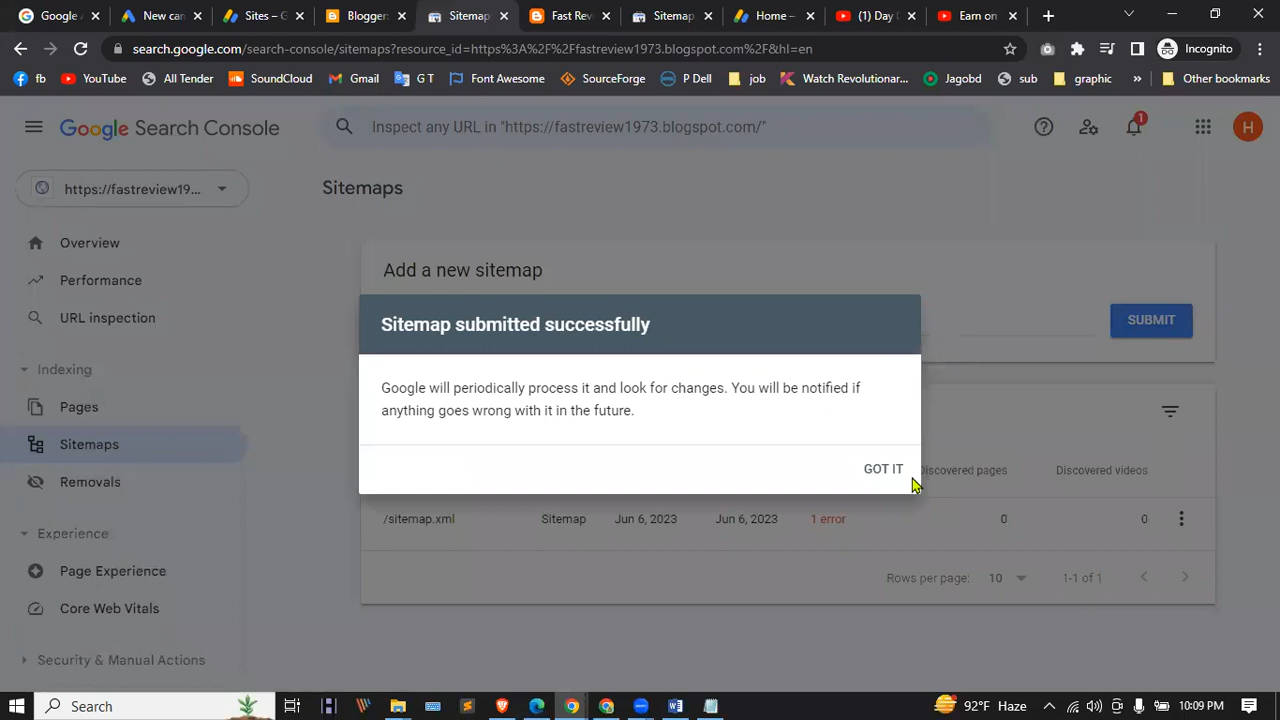 Google A
New can
Sites – G
Blogger:
Sitemap
Fast Rev
Sitemap
Home –
(1) Day (
Earn on
search.google.com/search-console/sitemaps?resource_id=https%3A%2F%2Ffastreview1973.blogspot.com%2F&hl=en
Incognito
fb
YouTube
All Tender
SoundCloud
Gmail
G T
Font Awesome
SourceForge
P Dell
job
Watch Revolutionar...
Jagobd
sub
graphic
»
Other bookmarks
Google Search Console
Inspect any URL in "https://fastreview1973.blogspot.com/"
1
H
https://fastreview19...
Sitemaps
Overview
Performance
URL inspection
Indexing
Pages
Sitemaps
Removals
Experience
Page Experience
Core Web Vitals
Security & Manual Actions
Add a new sitemap
SUBMIT
Sitemap submitted successfully
Google will periodically process it and look for changes. You will be notified if
anything goes wrong with it in the future.
GOT IT
Discovered pages
Discovered videos
/sitemap.xml
Sitemap
Jun 6, 2023
Jun 6, 2023
1 error
0
0
Rows per page:
10
1-1 of 1
Search
92°F Haze
10:09 PM